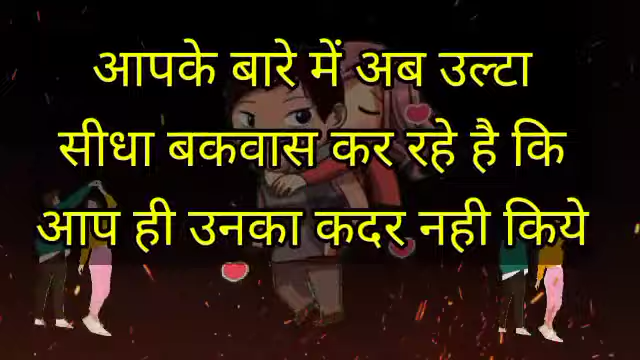 आपके बारे में अब उल्टा
सीधा बकवास कर रहे है कि
आप ही उनका कदर नही किये